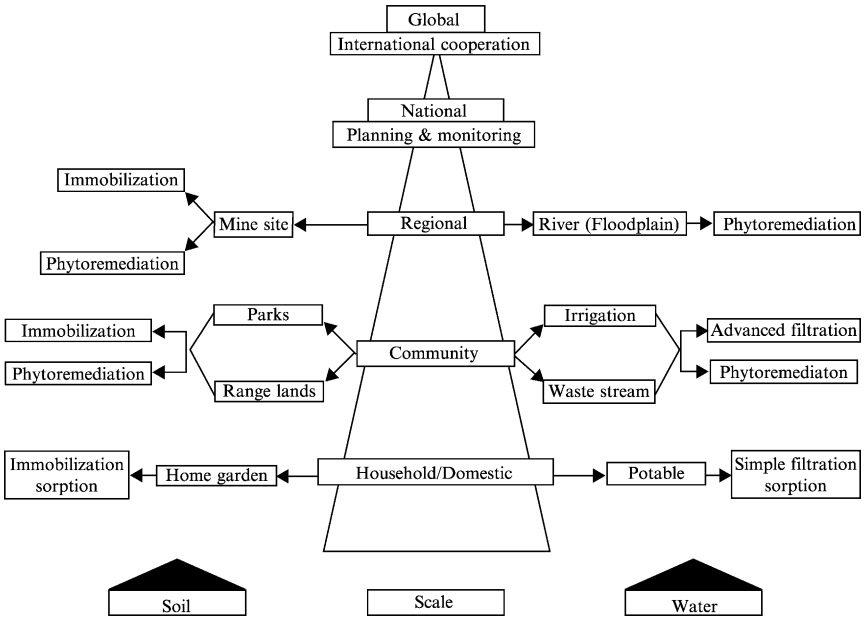 Global
International cooperation
National
Planning & monitoring
Immobilization
Mine site
Regional
River (Floodplain)
Phytoremediation
Phytoremediation
Parks
Irrigation
Immobilization
Advanced filtration
Community
Phytoremediation
Phytoremediaton
Range lands
Waste stream
Immobilization
sorption
Home garden
Household/Domestic
Potable
Simple filtration
sorption
Soil
Scale
Water